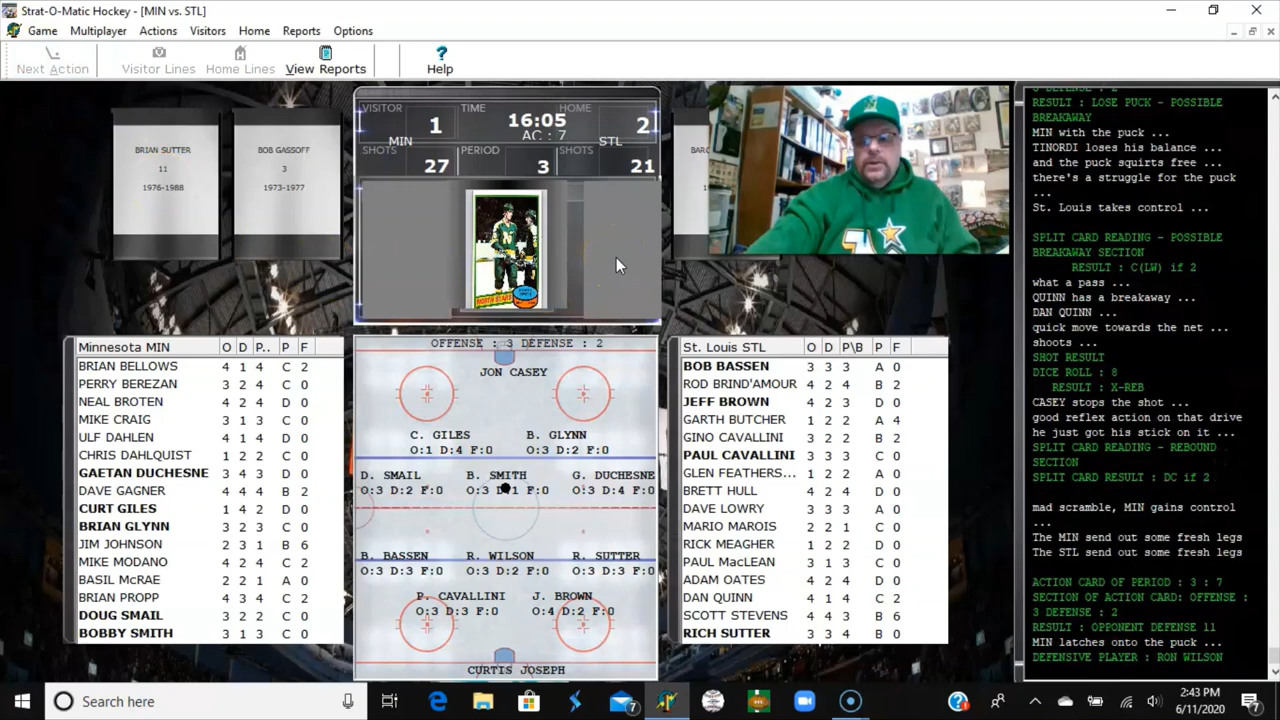 Strat-O-Matic Hockey - [MIN vs. STL]
Game Multiplayer Actions Visitors Home Reports Options
Next Action Visitor Lines Home Lines View Reports Help
BRIAN SUTTER
11
1976-1988
BOB GASSOFF
3
1973-1977
VISITOR TIME HOME
1 16:05 2
MIN AC : 7 STL
SHOTS PERIOD SHOTS
27 3 21
NORTH STARS
Minnesota MIN O D P.. P F
BRIAN BELLOWS 4 1 4 C 2
PERRY BEREZAN 3 2 4 C 0
NEAL BROTEN 4 2 4 D 0
MIKE CRAIG 3 1 3 C 0
ULF DAHLEN 4 1 4 D 0
CHRIS DAHLQUIST 1 2 2 C 0
GAETAN DUCHESNE 3 4 3 D 0
DAVE GAGNER 4 4 4 B 2
CURT GILES 1 4 2 D 0
BRIAN GLYNN 3 2 3 C 0
JIM JOHNSON 2 3 1 B 6
MIKE MODANO 4 2 4 C 2
BASIL McRAE 2 2 1 A 0
BRIAN PROPP 4 3 4 C 2
DOUG SMAIL 3 2 2 C 0
BOBBY SMITH 3 1 3 C 0
OFFENSE : 3 DEFENSE : 2
JON CASEY
C. GILES B. GLYNN
O:1 D:4 F:0 O:3 D:2 F:0
D. SMAIL B. SMITH G. DUCHESNE
O:3 D:2 F:0 O:3 D:1 F:0 O:3 D:4 F:0
B. BASSEN R. WILSON R. SUTTER
O:3 D:3 F:0 O:3 D:2 F:0 O:3 D:3 F:0
P. CAVALLINI J. BROWN
O:3 D:3 F:0 O:4 D:2 F:0
CURTIS JOSEPH
St. Louis STL O D P\B P F
BOB BASSEN 3 3 3 A 0
ROD BRIND'AMOUR 4 2 4 B 2
JEFF BROWN 4 2 3 D 0
GARTH BUTCHER 1 2 2 A 4
GINO CAVALLINI 3 2 2 B 2
PAUL CAVALLINI 3 3 3 C 0
GLEN FEATHERS... 1 2 2 A 0
BRETT HULL 4 2 4 D 0
DAVE LOWRY 3 3 3 A 0
MARIO MAROIS 2 2 1 C 0
RICK MEAGHER 1 2 2 D 0
PAUL MacLEAN 3 1 3 C 0
ADAM OATES 4 2 4 D 0
DAN QUINN 4 1 4 C 2
SCOTT STEVENS 4 4 3 B 6
RICH SUTTER 3 3 4 B 0
RESULT : LOSE PUCK - POSSIBLE
BREAKAWAY
MIN with the puck ...
TINORDI loses his balance ...
and the puck squirts free ...
there's a struggle for the puck
...
St. Louis takes control ...
SPLIT CARD READING - POSSIBLE
BREAKAWAY SECTION
RESULT : C(LW) if 2
what a pass ...
QUINN has a breakaway ...
DAN QUINN ...
quick move towards the net ...
shoots ...
SHOT RESULT
DICE ROLL : 8
RESULT : X-REB
CASEY stops the shot ...
good reflex action on that drive
he just got his stick on it ...
SPLIT CARD READING - REBOUND
SECTION
SPLIT CARD RESULT : DC if 2
mad scramble, MIN gains control
...
The MIN send out some fresh legs
The STL send out some fresh legs
ACTION CARD OF PERIOD : 3 : 7
SECTION OF ACTION CARD: OFFENSE :
3 DEFENSE : 2
RESULT : OPPONENT DEFENSE 11
MIN latches onto the puck ...
DEFENSIVE PLAYER : RON WILSON
Search here
7
2:43 PM
6/11/2020
7